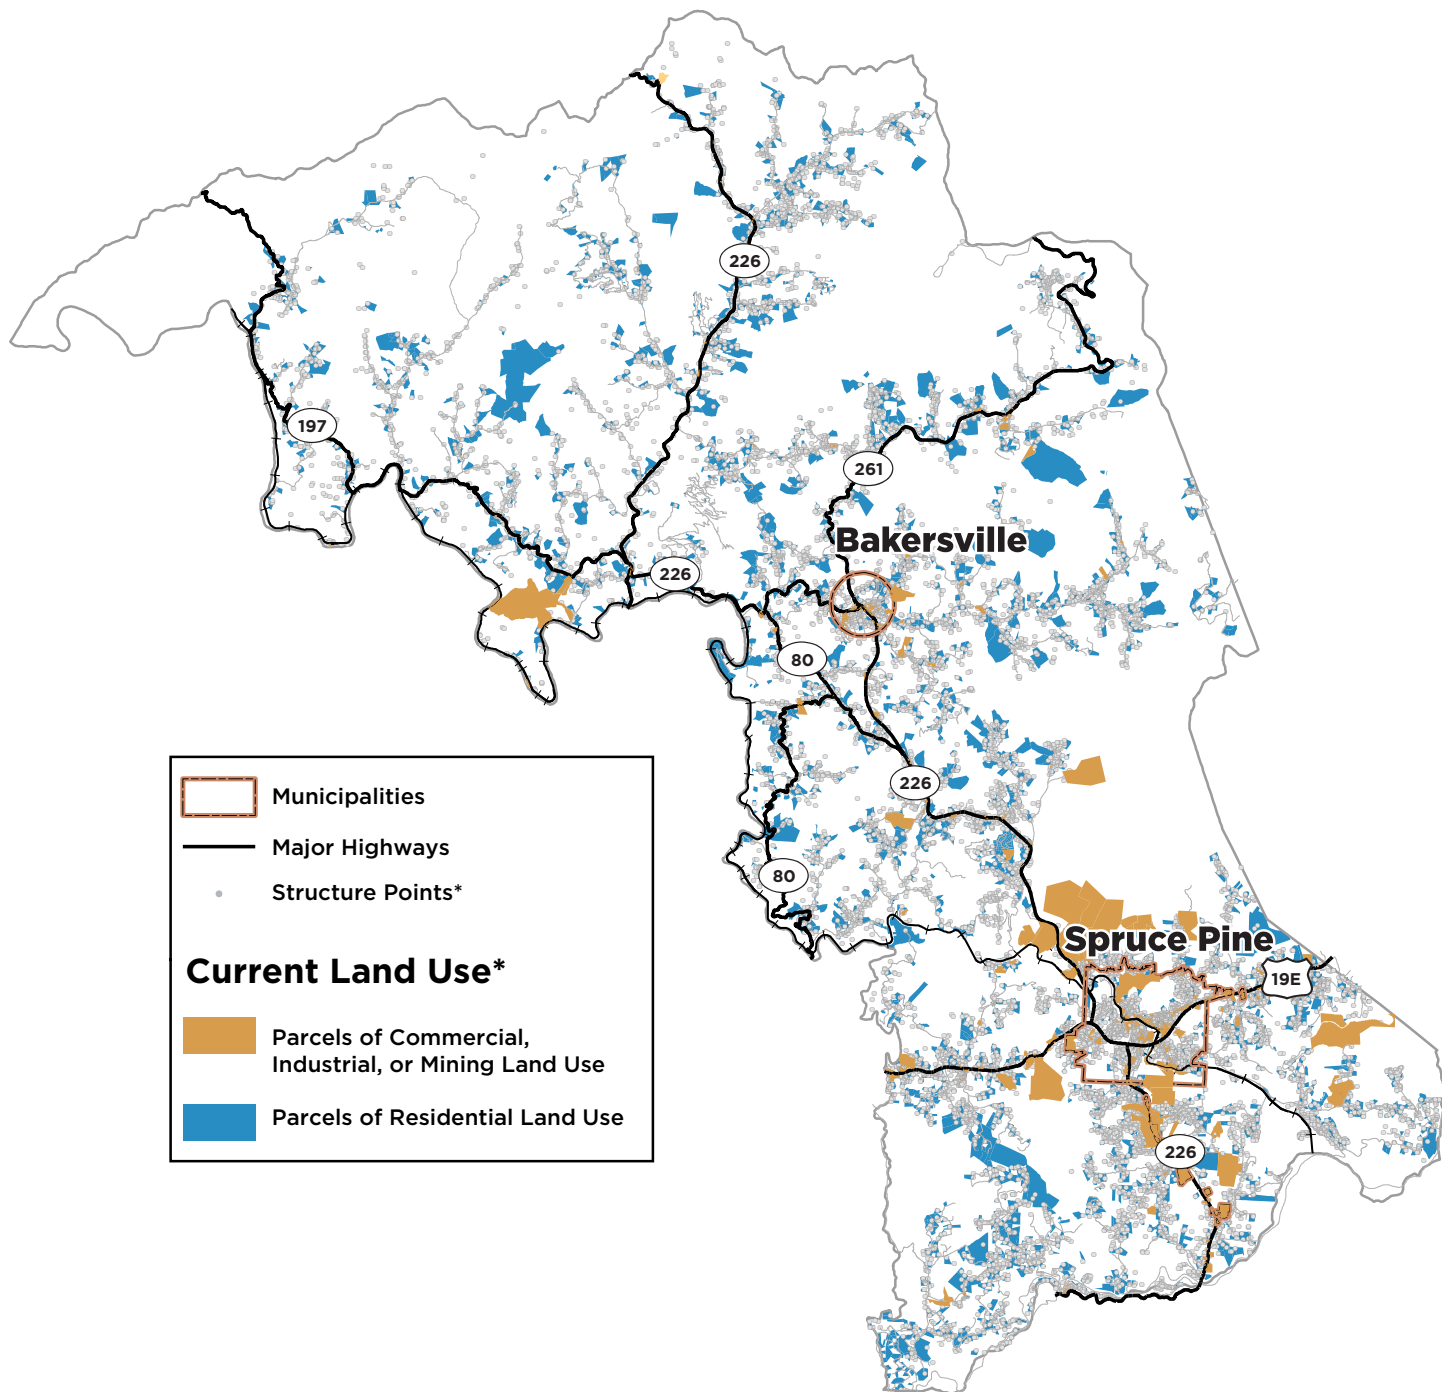 226
197
261
Bakersville
226
80
226
80
Spruce Pine
19E
226
Municipalities
Major Highways
Structure Points*
Current Land Use*
Parcels of Commercial,
Industrial, or Mining Land Use
Parcels of Residential Land Use